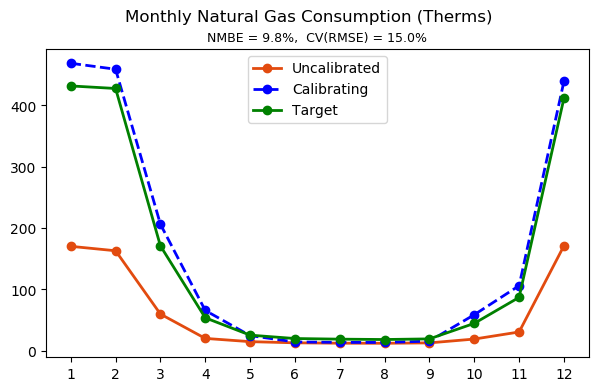 Monthly Natural Gas Consumption (Therms)
NMBE = 9.8%, CV(RMSE) = 15.0%
Uncalibrated
Calibrating
Target
400
300
200
100
0
1 2 3 4 5 6 7 8 9 10 11 12